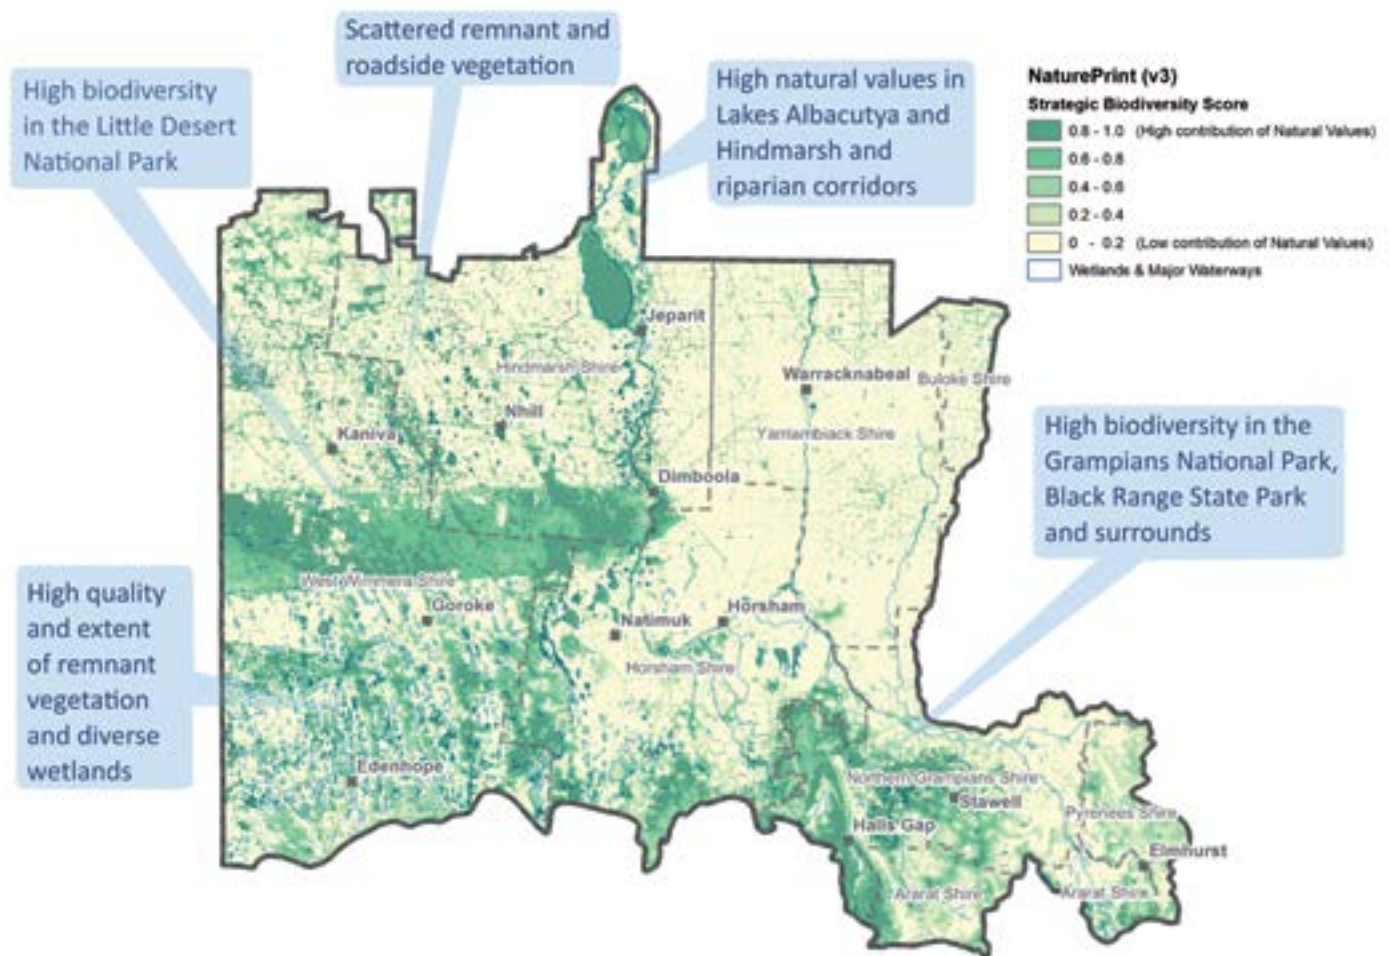 Scattered remnant and
roadside vegetation
High biodiversity
in the Little Desert
National Park
High natural values in
Lakes Albacutya and
Hindmarsh and
riparian corridors
NaturePrint (v3)
Strategic Biodiversity Score
0.8 - 1.0 (High contribution of Natural Values)
0.6 - 0.8
0.4 - 0.6
0.2 - 0.4
0 - 0.2 (Low contribution of Natural Values)
Wetlands & Major Waterways
Jeparit
Hindmarsh Shire
Warracknabeal
Buloke Shire
Nhill
Kaniva
Yarriambiack Shire
High biodiversity in the
Grampians National Park,
Black Range State Park
and surrounds
Dimboola
West Wimmera Shire
High quality
and extent
of remnant
vegetation
and diverse
wetlands
Goroke
Natimuk
Horsham
Horsham Shire
Edenhope
Northern Grampians Shire
Stawell
Halls Gap
Pyrenees Shire
Elmhurst
Ararat Shire
Ararat Shire